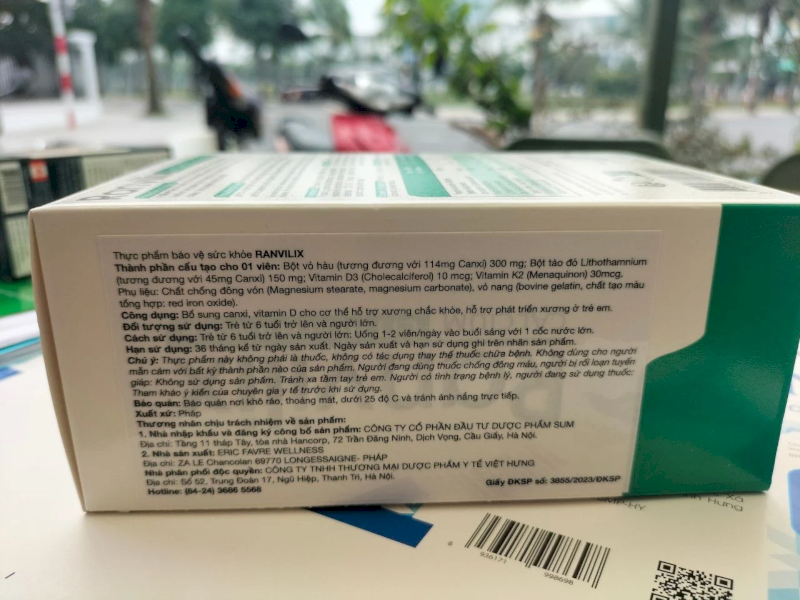 Thực phẩm bảo vệ sức khỏe RANVILIX
Thành phần cấu tạo cho 01 viên: Bột vỏ hàu (tương đương với 114mg Canxi) 300 mg; Bột tảo đỏ Lithothamnium
(tương đương với 45mg Canxi) 150 mg; Vitamin D3 (Cholecalciferol) 10 mcg; Vitamin K2 (Menaquinon) 30mcg.
Phụ liệu: Chất chống đông vón (Magnesium stearate, magnesium carbonate), vỏ nang (bovine gelatin, chất tạo màu
tổng hợp: red iron oxide).
Công dụng: Bổ sung canxi, vitamin D cho cơ thể hỗ trợ xương chắc khỏe, hỗ trợ phát triển xương ở trẻ em.
Đối tượng sử dụng: Trẻ từ 6 tuổi trở lên và người lớn.
Cách sử dụng: Trẻ từ 6 tuổi trở lên và người lớn: Uống 1-2 viên/ngày vào buổi sáng với 1 cốc nước lớn.
Hạn sử dụng: 36 tháng kể từ ngày sản xuất. Ngày sản xuất và hạn sử dụng ghi trên nhãn sản phẩm.
Chú ý: Thực phẩm này không phải là thuốc, không có tác dụng thay thế thuốc chữa bệnh. Không dùng cho người
mẫn cảm với bất kỳ thành phần nào của sản phẩm. Người đang dùng thuốc chống đông máu, người bị rối loạn tuyến
giáp: Không sử dụng sản phẩm. Tránh xa tầm tay trẻ em. Người có tình trạng bệnh lý, người đang sử dụng thuốc:
Tham khảo ý kiến của chuyên gia y tế trước khi sử dụng.
Bảo quản: Bảo quản nơi khô ráo, thoáng mát, dưới 25 độ C và tránh ánh nắng trực tiếp.
Xuất xứ: Pháp
Thương nhân chịu trách nhiệm về sản phẩm:
1. Nhà nhập khẩu và đăng ký công bố sản phẩm: CÔNG TY CỔ PHẦN ĐẦU TƯ DƯỢC PHẨM SUM
Địa chỉ: Tầng 11 tháp Tây, tòa nhà Hancorp, 72 Trần Đăng Ninh, Dịch Vọng, Cầu Giấy, Hà Nội.
2. Nhà sản xuất: ERIC FAVRE WELLNESS
Địa chỉ: ZA LE Chancolan 69770 LONGESSAIGNE- PHÁP
Nhà phân phối độc quyền: CÔNG TY TNHH THƯƠNG MẠI DƯỢC PHẨM Y TẾ VIỆT HƯNG
Địa chỉ: Số 52, Trung Đoàn 17, Ngũ Hiệp, Thanh Trì, Hà Nội.
Hotline: (84-24) 3686 5568
Giấy ĐKSP số: 3855/2023/ĐKSP
8 936171 998698